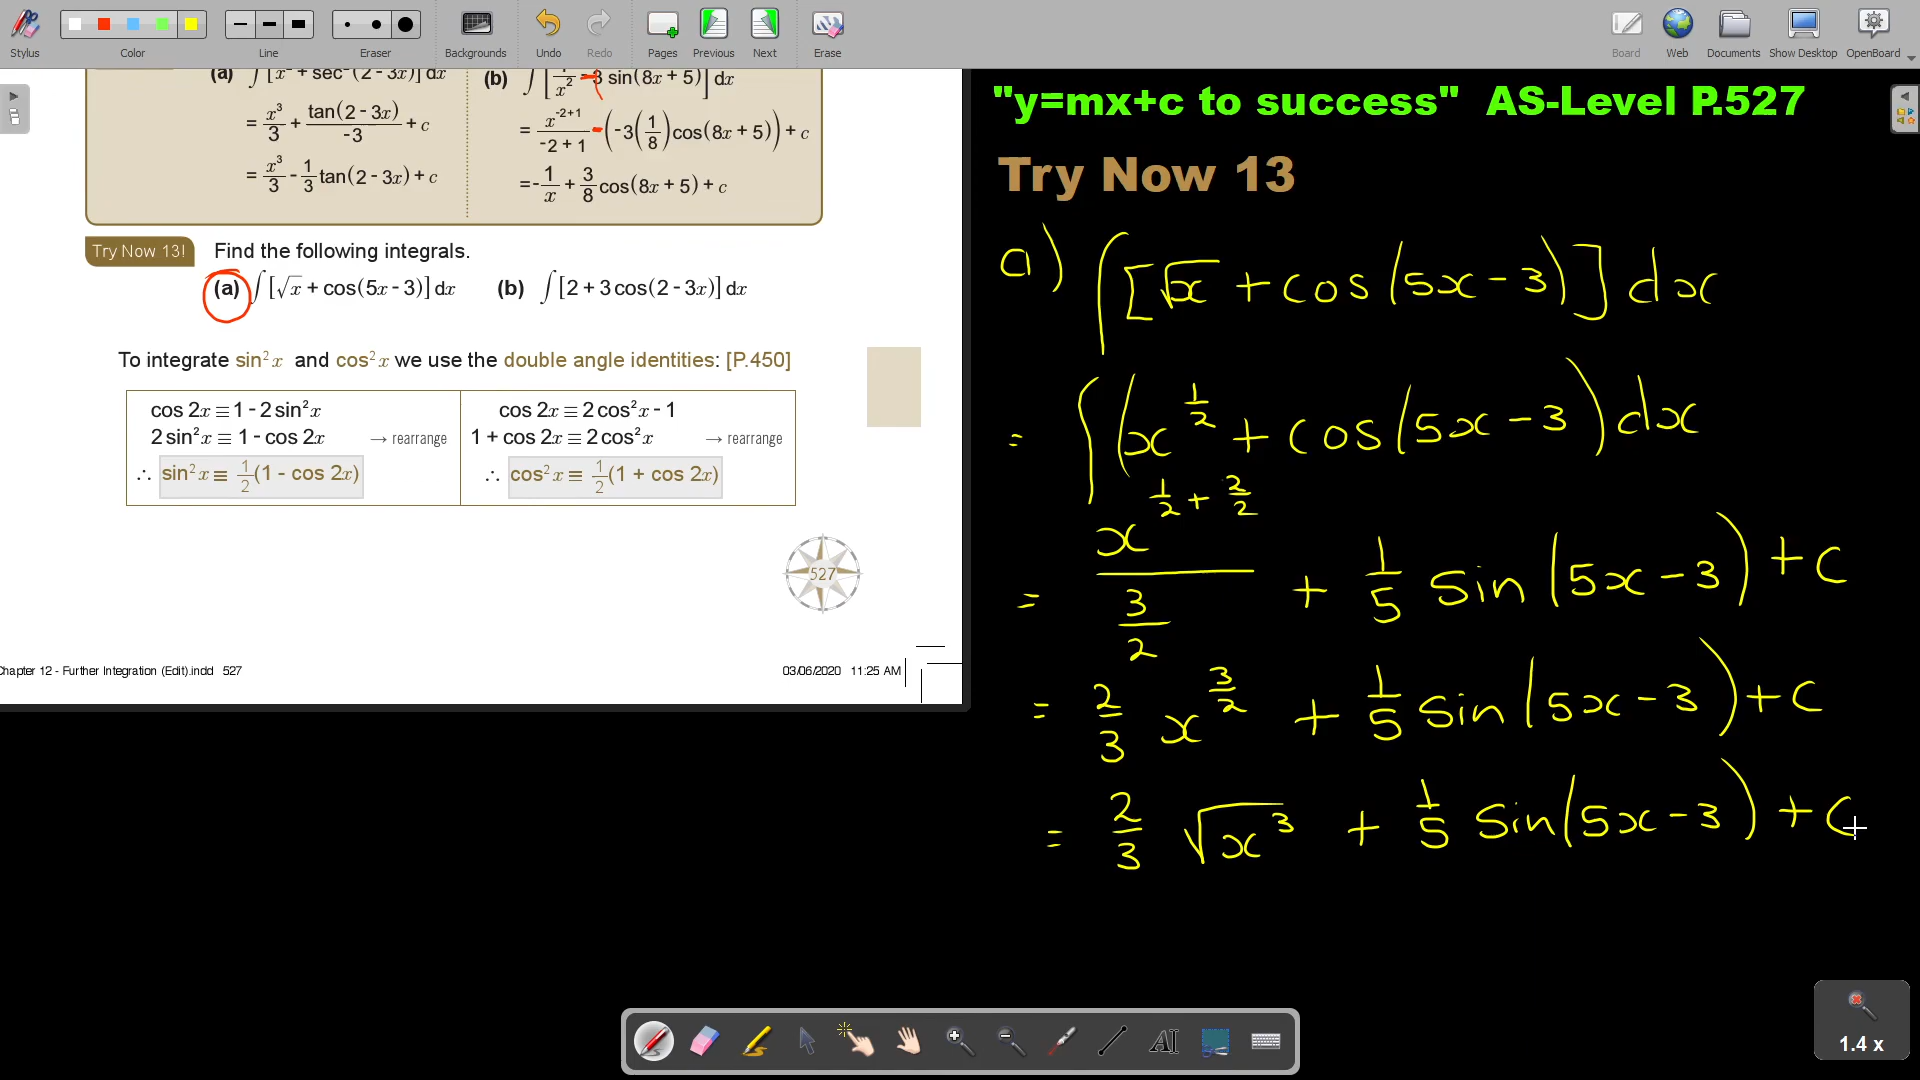 Stylus Color Line Eraser Backgrounds Undo Redo Pages Previous Next Erase Board Web Documents Show Desktop OpenBoard
(a) ∫[x² + sec²(2 - 3x)] dx
= x³/3 + tan(2 - 3x)/-3 + c
= x³/3 - 1/3 tan(2 - 3x) + c
(b) ∫[1/x² - 3 sin(8x + 5)] dx
= x⁻²⁺¹/-2 + 1 - (-3(1/8)cos(8x + 5)) + c
= -1/x + 3/8 cos(8x + 5) + c
Try Now 13! Find the following integrals.
(a) ∫[√x + cos(5x - 3)] dx (b) ∫[2 + 3 cos(2 - 3x)] dx
To integrate sin²x and cos²x we use the double angle identities: [P.450]
cos 2x ≡ 1 - 2 sin²x
2 sin²x ≡ 1 - cos 2x → rearrange
∴ sin²x ≡ 1/2(1 - cos 2x)
cos 2x ≡ 2 cos²x - 1
1 + cos 2x ≡ 2 cos²x → rearrange
∴ cos²x ≡ 1/2(1 + cos 2x)
527
Chapter 12 - Further Integration (Edit).indd 527 03/06/2020 11:25 AM
"y=mx+c to success" AS-Level P.527
Try Now 13
a) ∫[√x + cos(5x - 3)] dx
= ∫(x^(1/2) + cos(5x - 3)) dx
= x^(1/2 + 2/2)/(3/2) + 1/5 sin(5x - 3) + c
= 2/3 x^(3/2) + 1/5 sin(5x - 3) + c
= 2/3 √x³ + 1/5 sin(5x - 3) + c
1.4 x